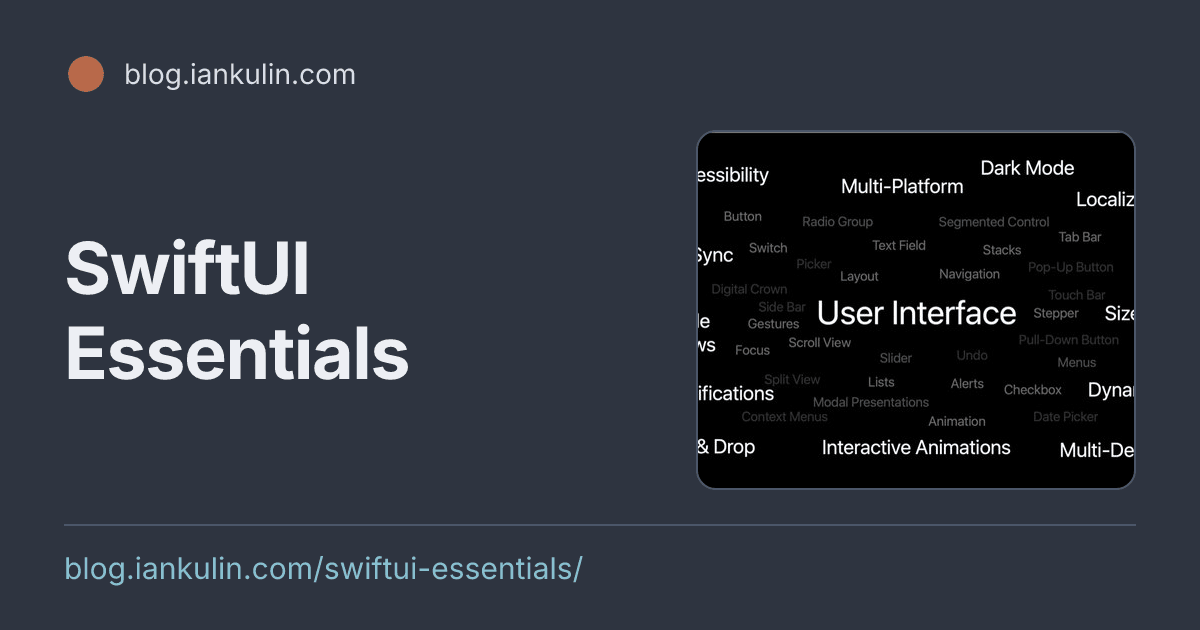 blog.iankulin.com
SwiftUI
Essentials
essibility
Multi-Platform
Dark Mode
Localiz
Button
Radio Group
Segmented Control
Sync
Switch
Text Field
Stacks
Tab Bar
Picker
Layout
Navigation
Pop-Up Button
Digital Crown
Side Bar
Touch Bar
le
Gestures
User Interface
Stepper
Size
ws
Focus
Scroll View
Slider
Undo
Pull-Down Button
Menus
ifications
Split View
Lists
Alerts
Checkbox
Dynar
Modal Presentations
Context Menus
Animation
Date Picker
& Drop
Interactive Animations
Multi-De
blog.iankulin.com/swiftui-essentials/